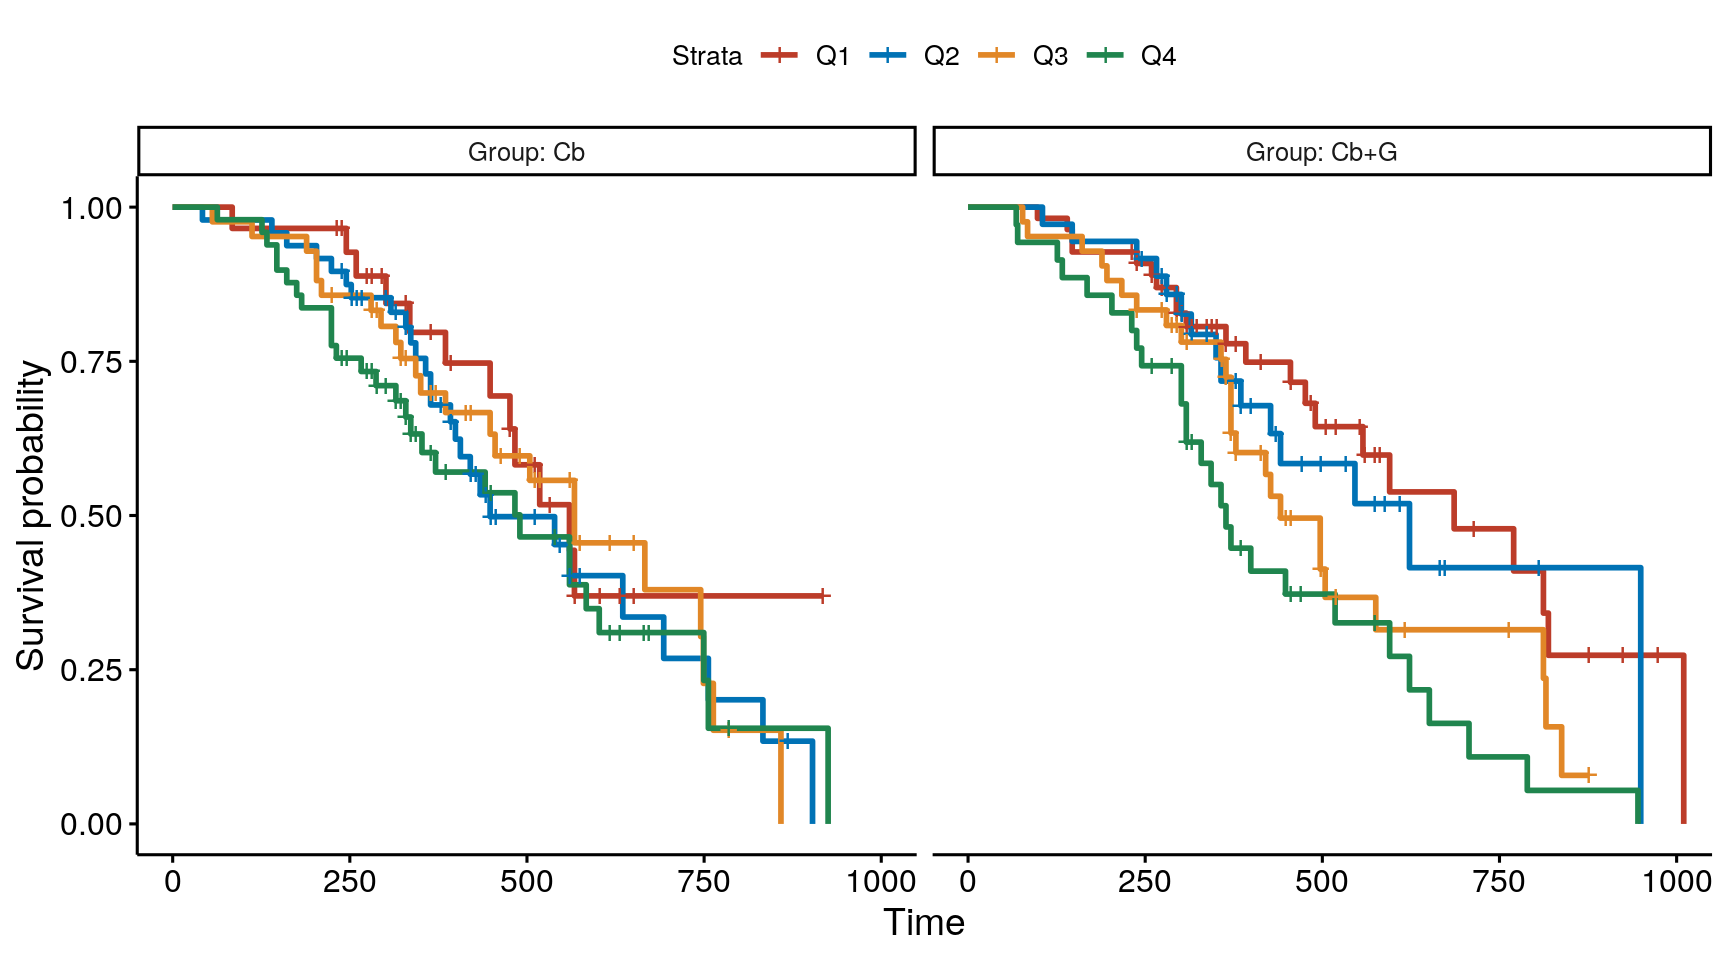 Strata Q1 Q2 Q3 Q4
Group: Cb
Group: Cb+G
Survival probability
1.00
0.75
0.50
0.25
0.00
0 250 500 750 1000
0 250 500 750 1000
Time